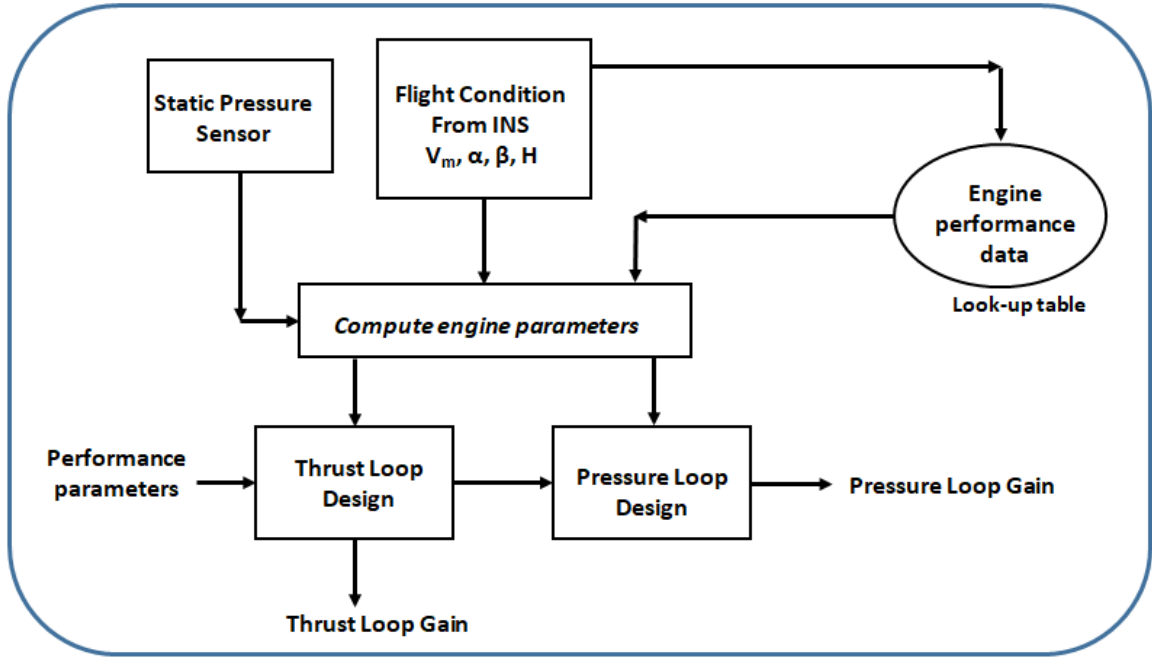 Static Pressure
Sensor
Flight Condition
From INS
Vₘ, α, β, H
Engine
performance
data
Look-up table
Compute engine parameters
Performance
parameters
Thrust Loop
Design
Pressure Loop
Design
Pressure Loop Gain
Thrust Loop Gain